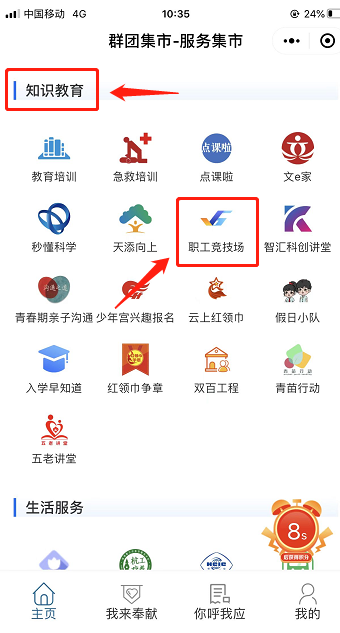 中国移动 4G 10:35 24%
群团集市-服务集市
知识教育
教育培训 急救培训 点课啦 文e家
点课啦
秒懂科学 天添向上 职工竞技场 智汇科创讲堂
青春期亲子沟通 少年宫兴趣报名 云上红领巾 假日小队
入学早知道 红领巾争章 双百工程 青苗行动
五老讲堂
生活服务
8s
杭工
HCIC
主页 我来奉献 你呼我应 我的